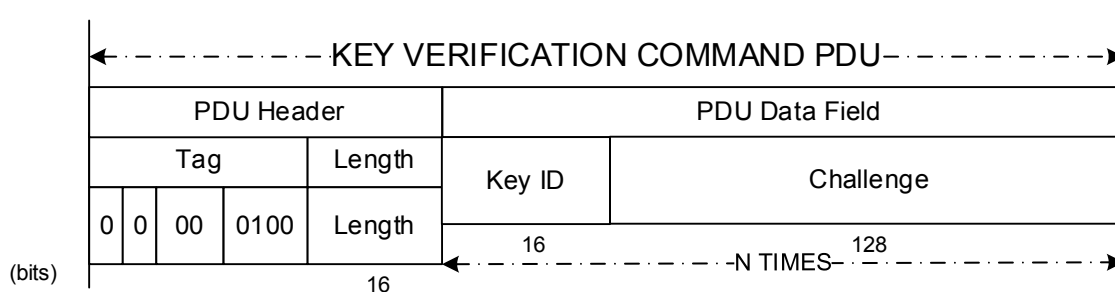 KEY VERIFICATION COMMAND PDU
PDU Header
PDU Data Field
Tag
Length
Key ID
Challenge
0
0
00
0100
Length
16
128
N TIMES
(bits)
16